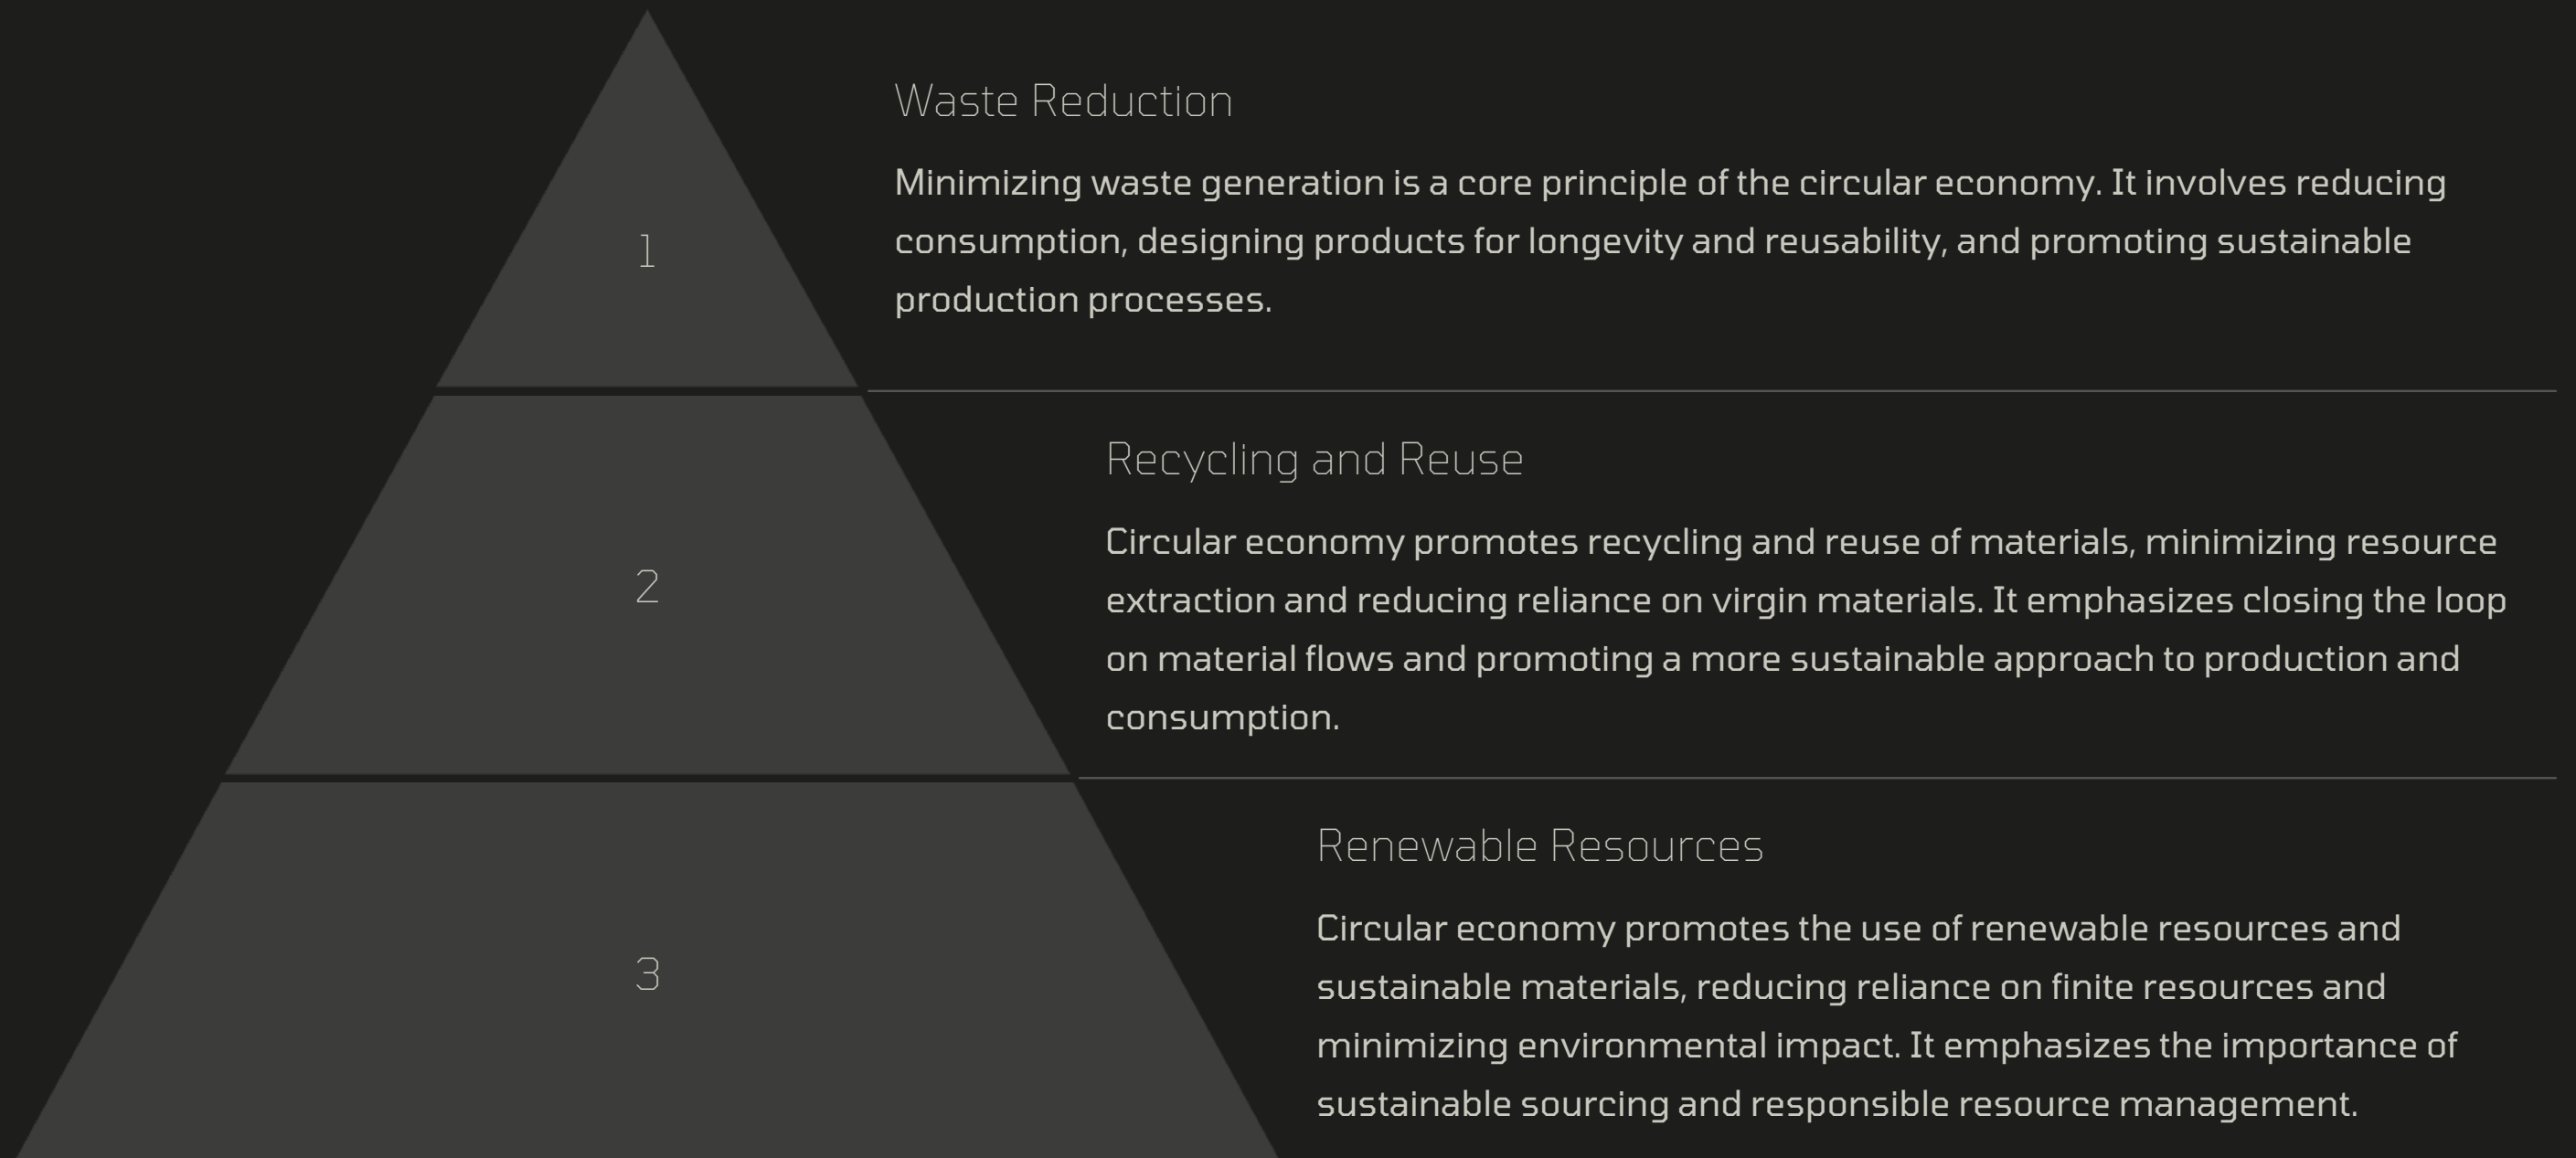 1
Waste Reduction
Minimizing waste generation is a core principle of the circular economy. It involves reducing
consumption, designing products for longevity and reusability, and promoting sustainable
production processes.
2
Recycling and Reuse
Circular economy promotes recycling and reuse of materials, minimizing resource
extraction and reducing reliance on virgin materials. It emphasizes closing the loop
on material flows and promoting a more sustainable approach to production and
consumption.
3
Renewable Resources
Circular economy promotes the use of renewable resources and
sustainable materials, reducing reliance on finite resources and
minimizing environmental impact. It emphasizes the importance of
sustainable sourcing and responsible resource management.